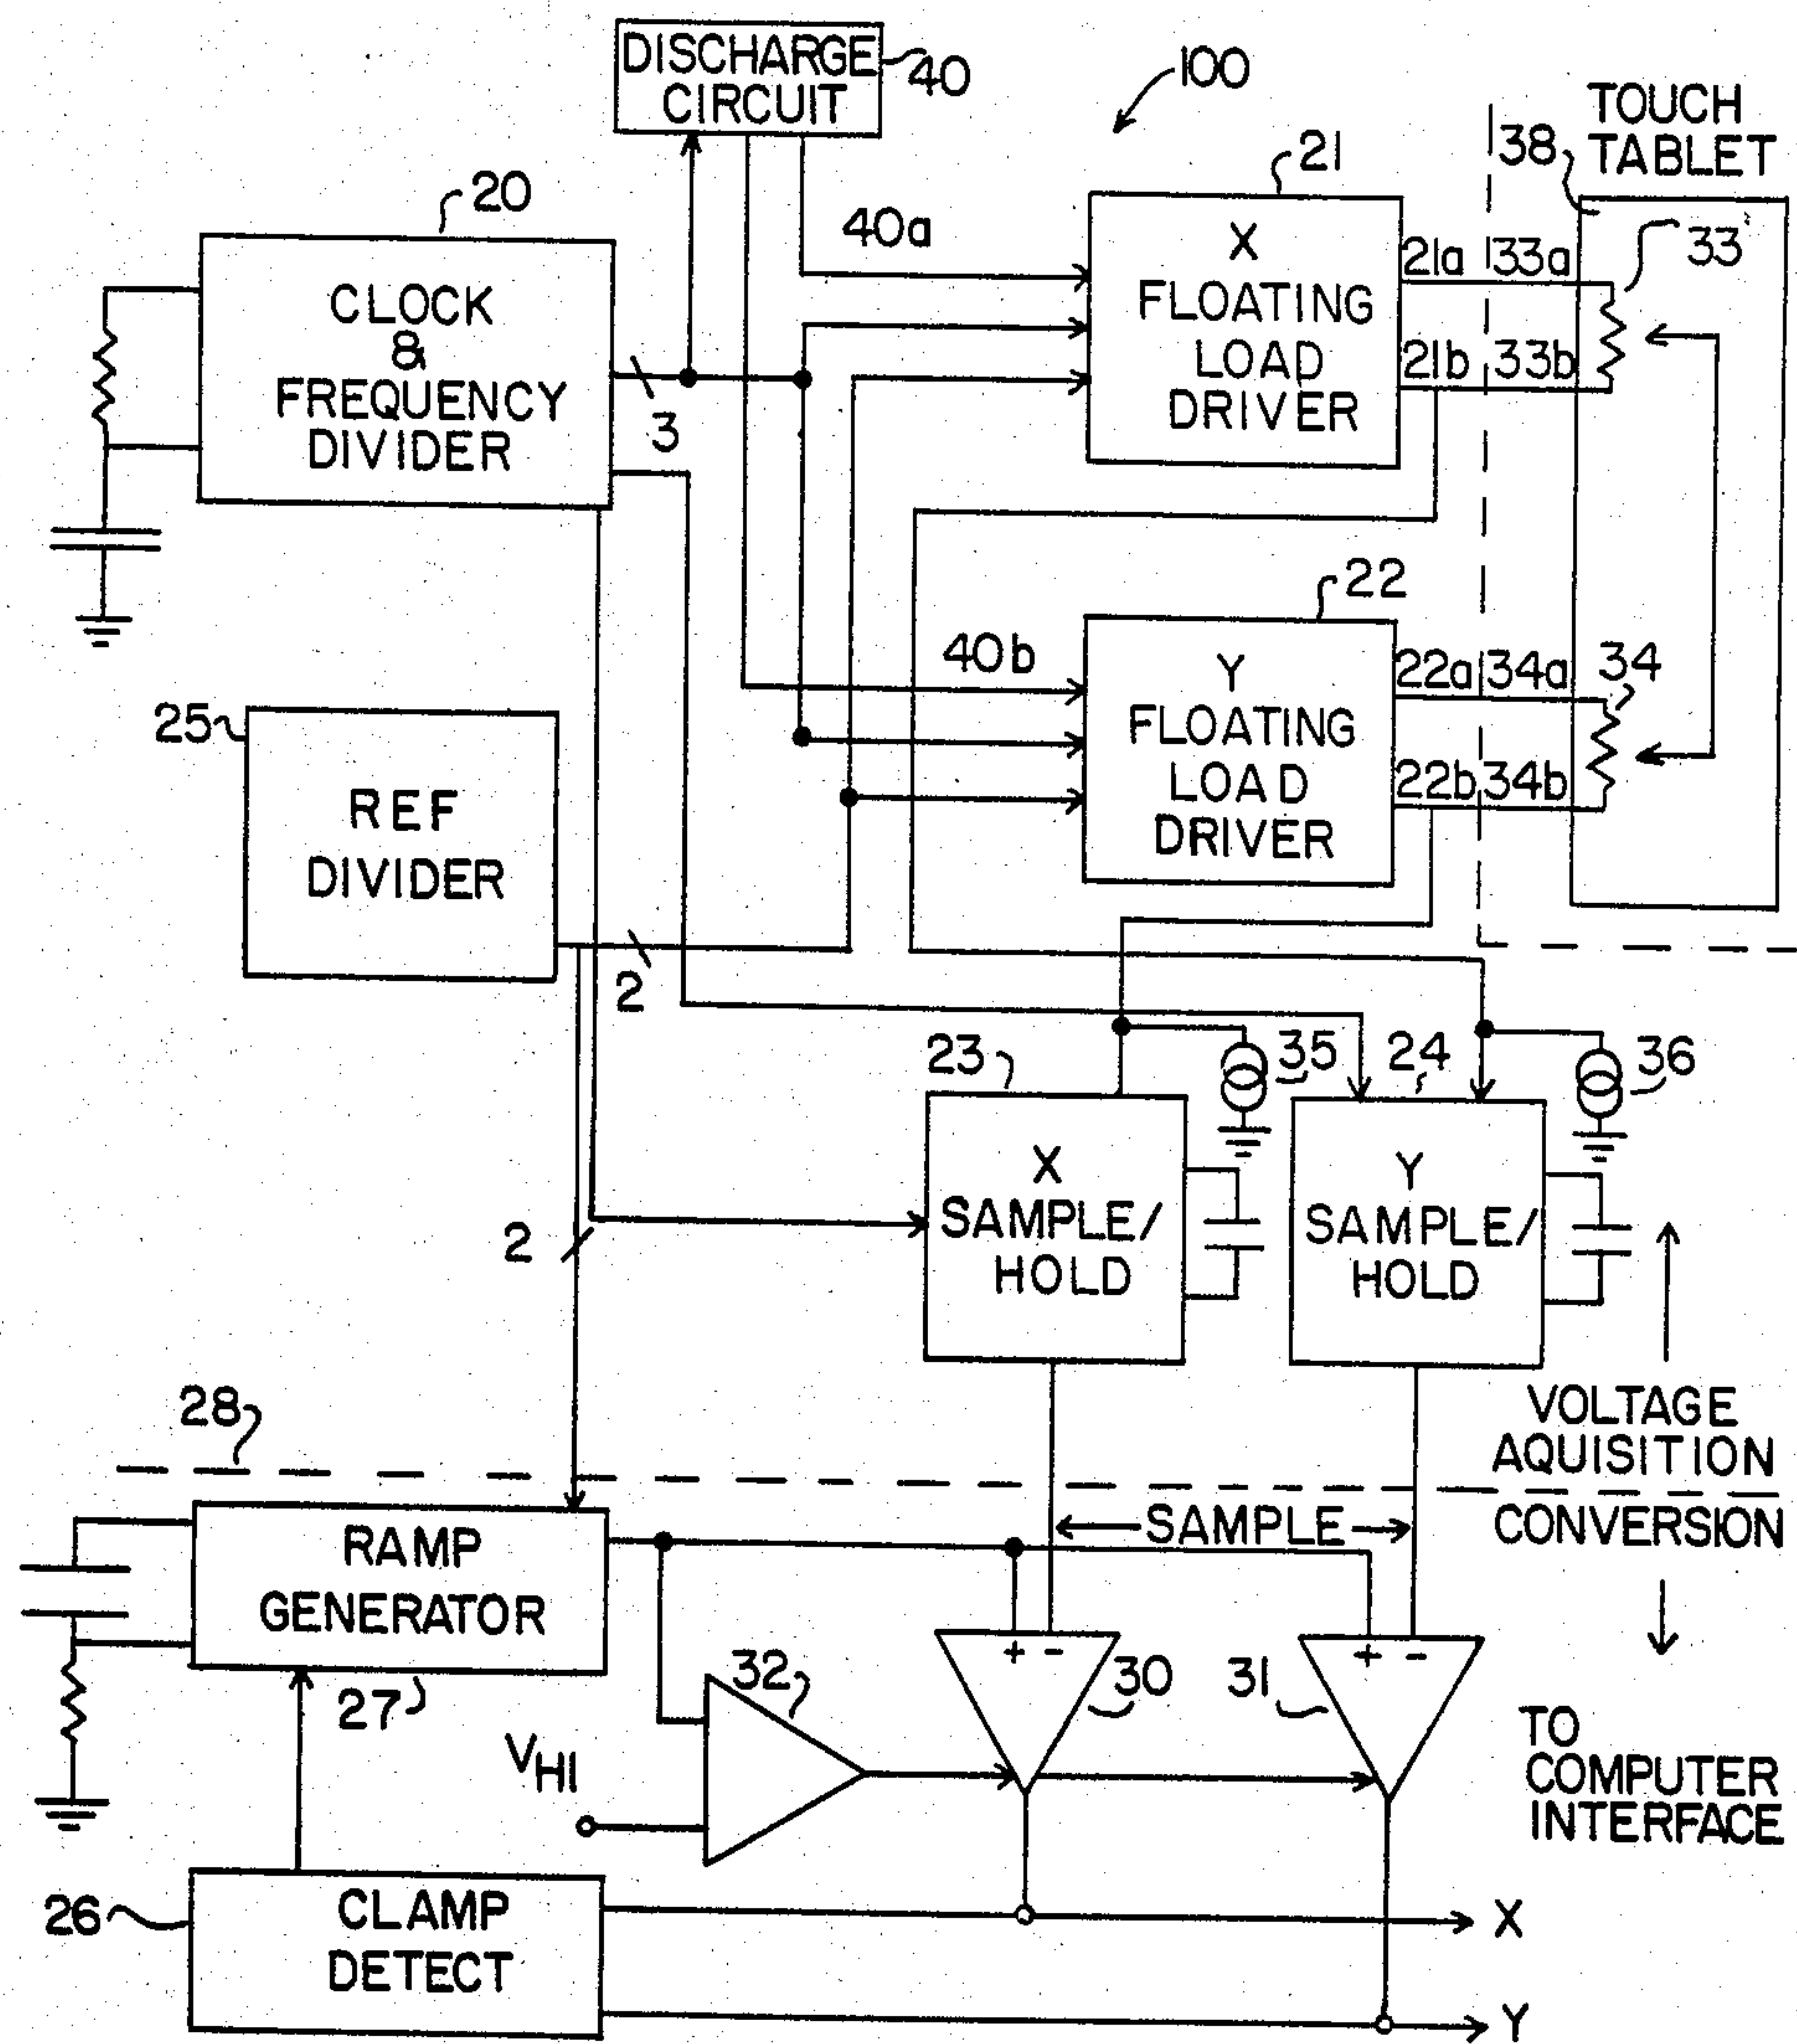 DISCHARGE
CIRCUIT
40
100
TOUCH
TABLET
38
33
20
CLOCK
&
FREQUENCY
DIVIDER
3
40a
21
X
FLOATING
LOAD
DRIVER
21a
33a
21b
33b
22
40b
Y
FLOATING
LOAD
DRIVER
22a
34a
34
22b
34b
25
REF
DIVIDER
2
23
35
24
36
X
SAMPLE/
HOLD
Y
SAMPLE/
HOLD
2
28
VOLTAGE
AQUISITION
CONVERSION
SAMPLE
RAMP
GENERATOR
27
32
+ -
30
31
+ -
VHI
TO
COMPUTER
INTERFACE
26
CLAMP
DETECT
X
Y